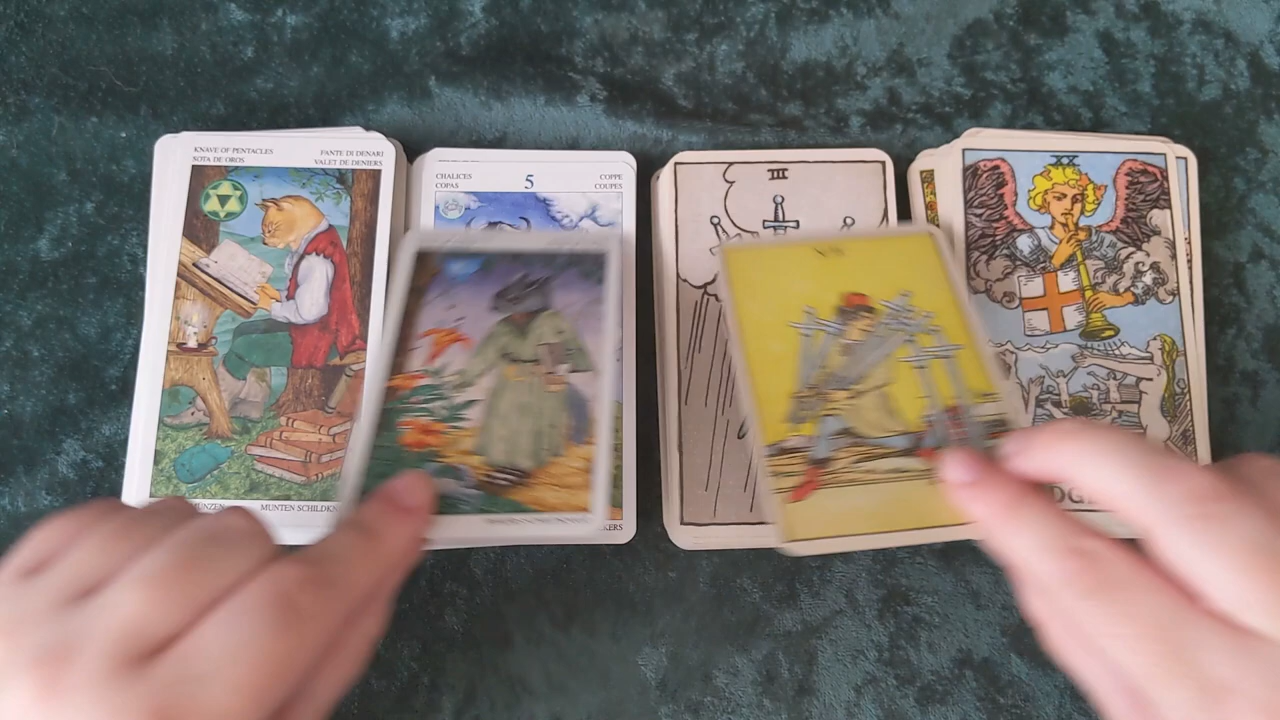 KNAVE OF PENTACLES FANTE DI DENARI
SOTA DE OROS VALET DE DENIERS
MUNTEN SCHILDKN
CHALICES 5 COPPE
COPAS COUPES
KERS
III
XX